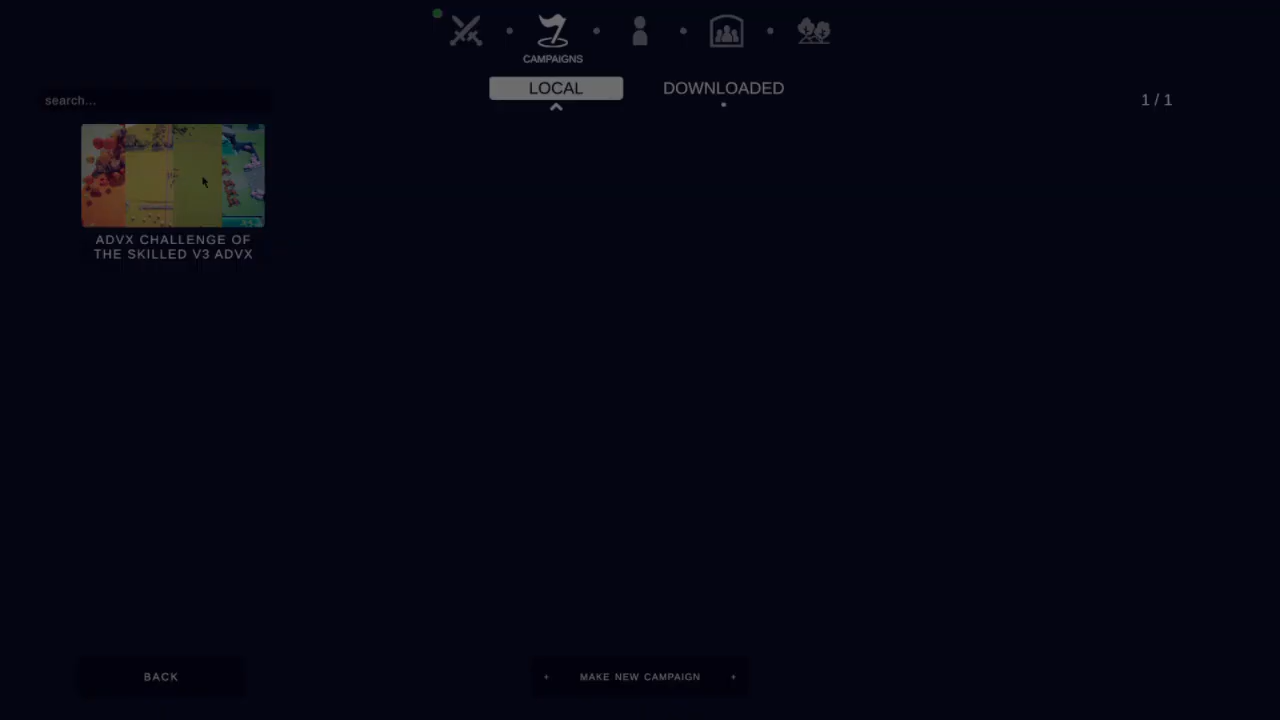 CAMPAIGNS
LOCAL
DOWNLOADED
search...
1 / 1
ADVX CHALLENGE OF
THE SKILLED V3 ADVX
BACK
+ MAKE NEW CAMPAIGN +